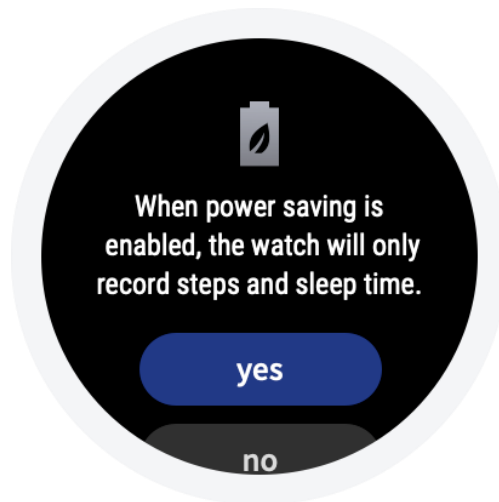 When power saving is
enabled, the watch will only
record steps and sleep time.
yes
no